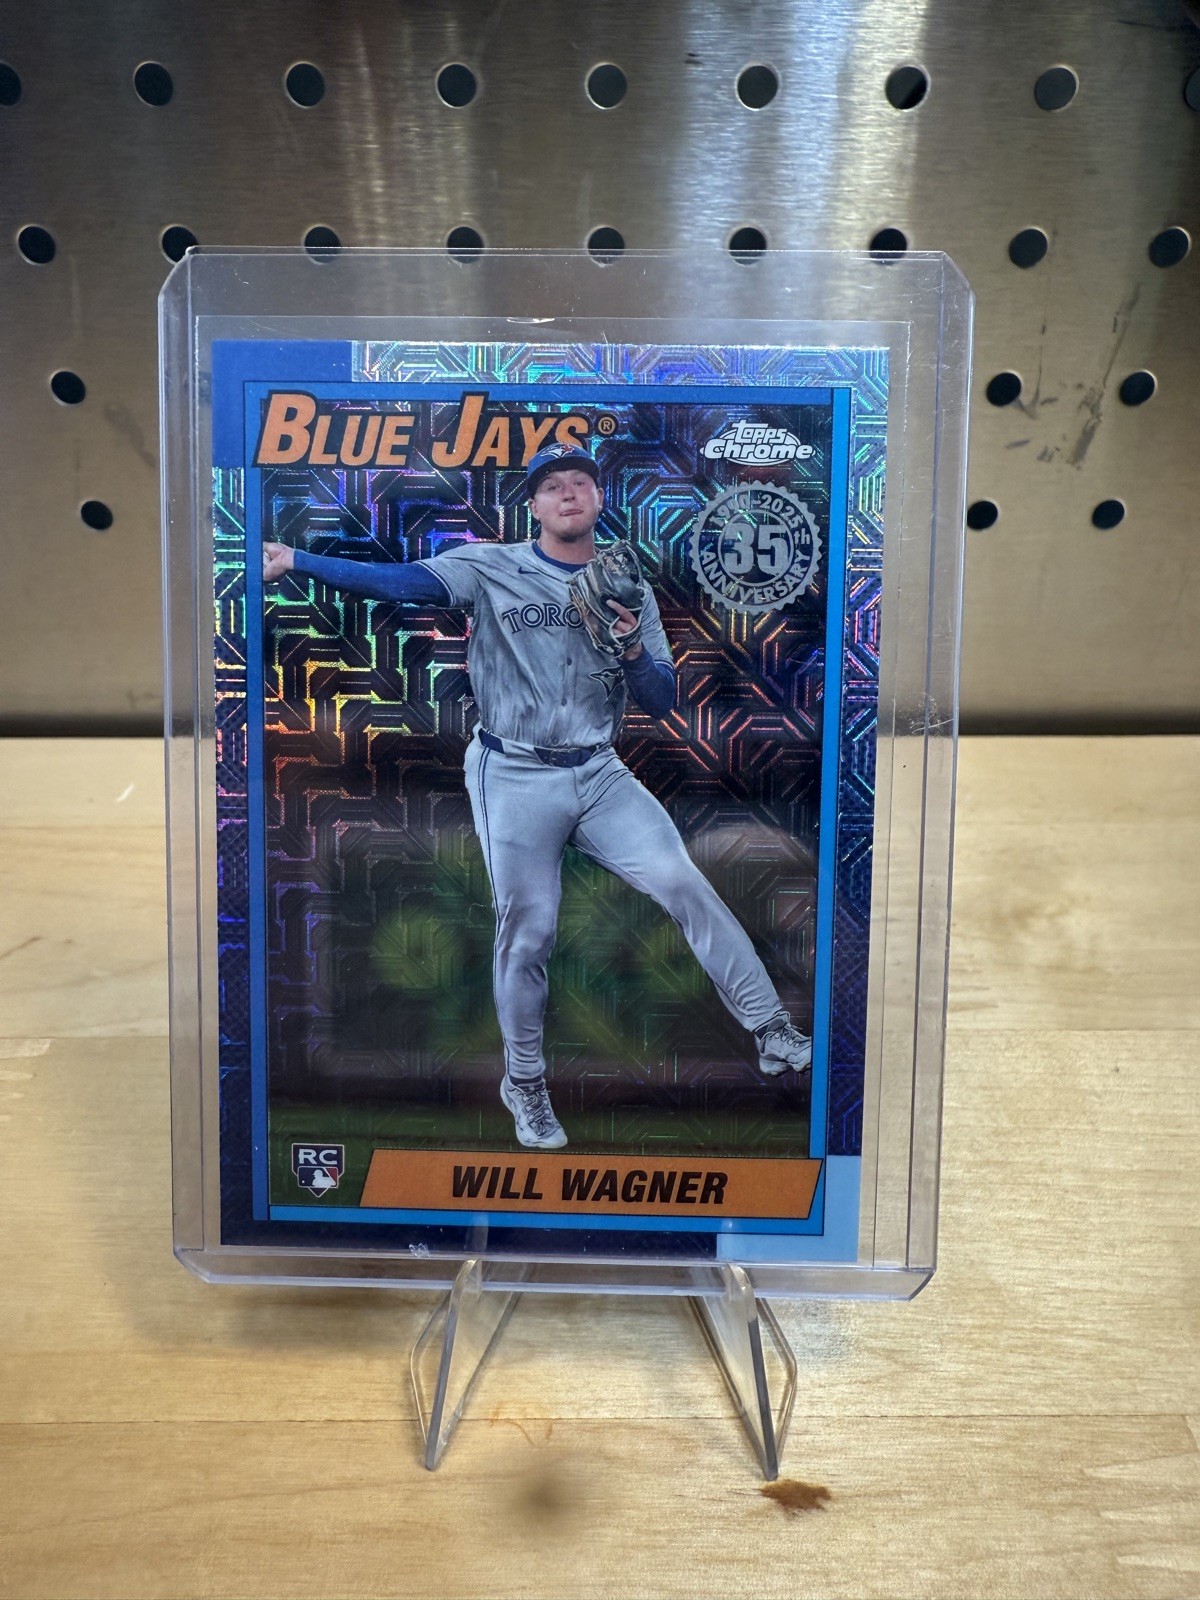 BLUE JAYS®
Topps
Chrome
1990-2025
35th
ANNIVERSARY
TORO
RC
WILL WAGNER